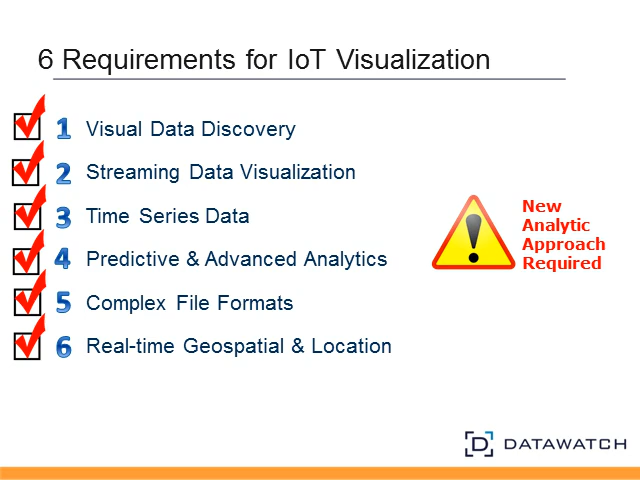 6 Requirements for IoT Visualization
1 Visual Data Discovery
2 Streaming Data Visualization
3 Time Series Data
4 Predictive & Advanced Analytics
5 Complex File Formats
6 Real-time Geospatial & Location
!
New
Analytic
Approach
Required
D DATAWATCH